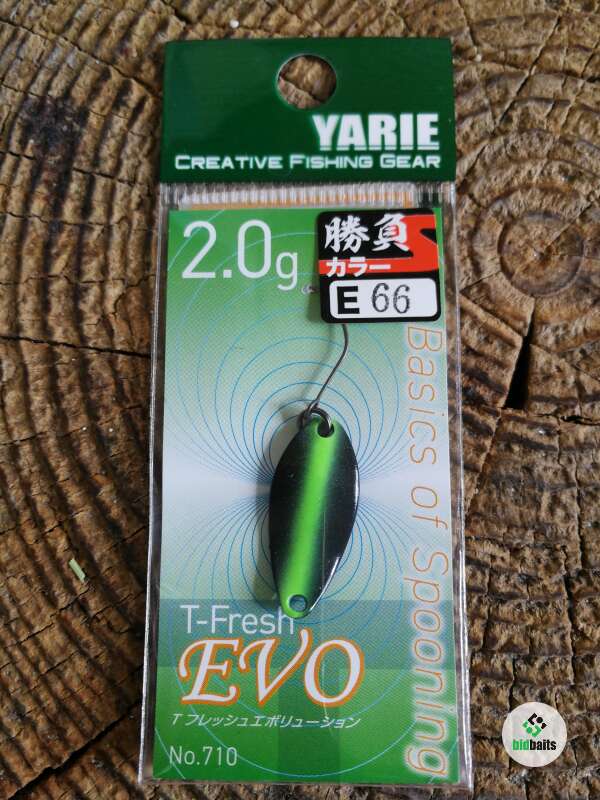 YARIE
CREATIVE FISHING GEAR
2.0g
勝負
カラー
E 66
Basics of Spooning
T-Fresh
EVO
T フレッシュエボリューション
No.710
bidbaits